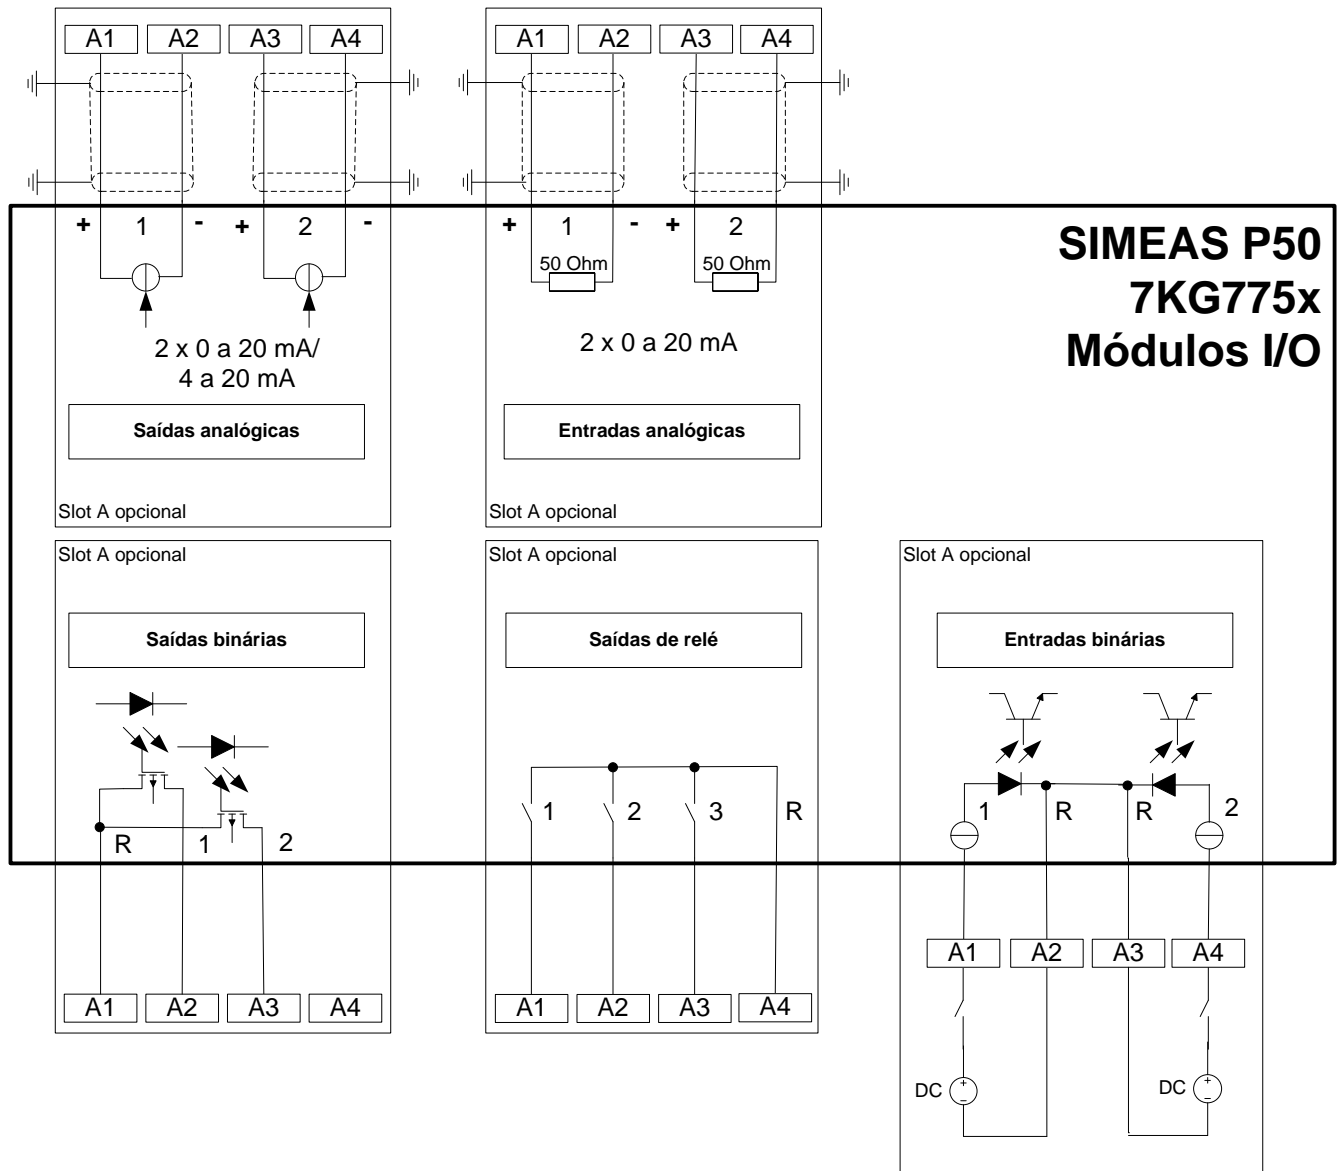 A1 A2 A3 A4
A1 A2 A3 A4
+ 1 - + 2 -
+ 1 - + 2
50 Ohm 50 Ohm
SIMEAS P50
7KG775x
Módulos I/O
2 x 0 a 20 mA/
4 a 20 mA
2 x 0 a 20 mA
Saídas analógicas
Entradas analógicas
Slot A opcional
Slot A opcional
Slot A opcional
Slot A opcional
Slot A opcional
Saídas binárias
Saídas de relé
Entradas binárias
R 1 2
1 2 3 R
1 R R 2
A1 A2 A3 A4
A1 A2 A3 A4
A1 A2 A3 A4
DC + −
DC + −